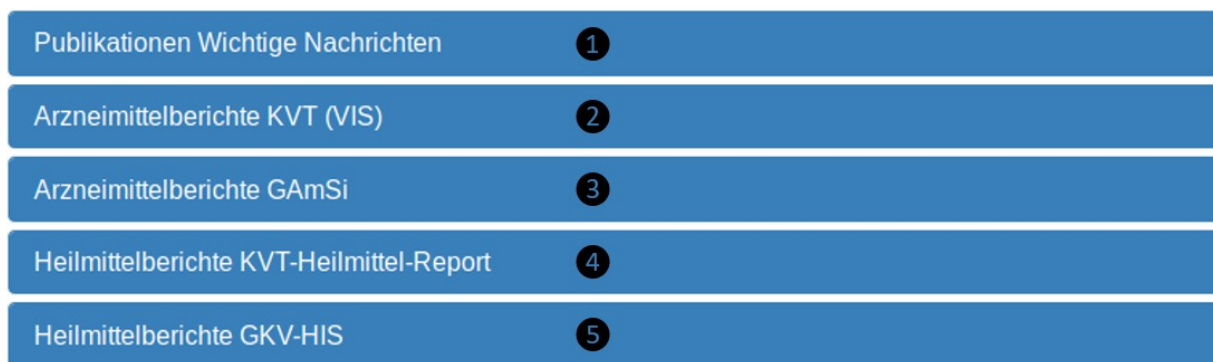 Publikationen Wichtige Nachrichten 1
Arzneimittelberichte KVT (VIS) 2
Arzneimittelberichte GAmSi 3
Heilmittelberichte KVT-Heilmittel-Report 4
Heilmittelberichte GKV-HIS 5